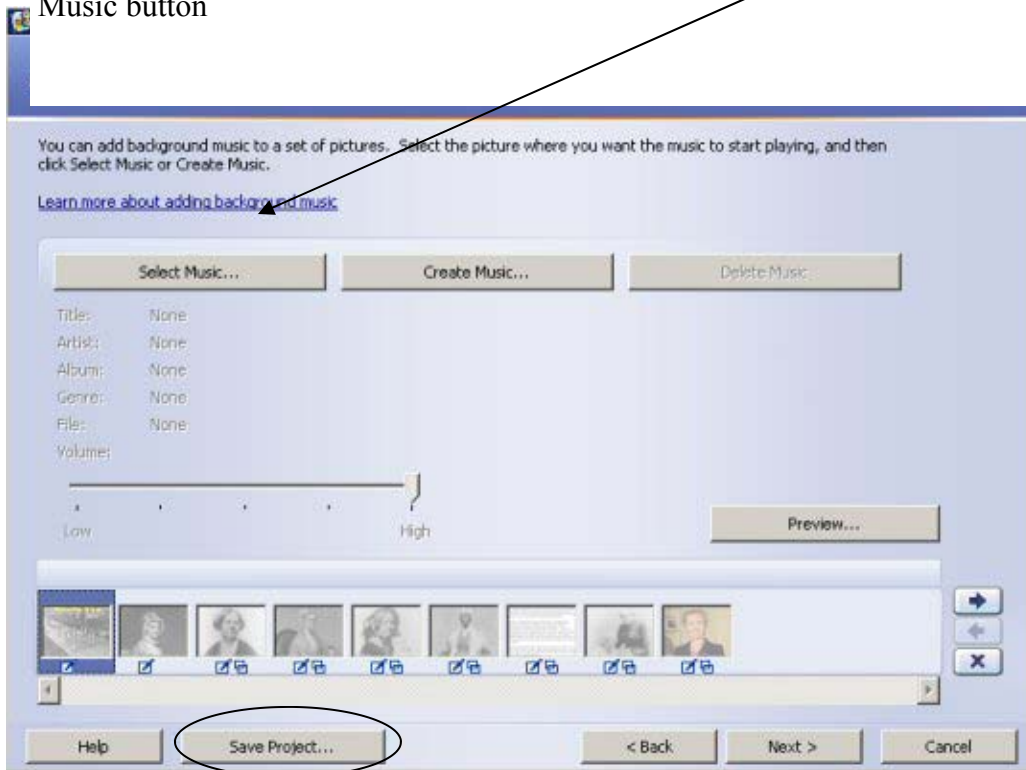 Music button
You can add background music to a set of pictures. Select the picture where you want the music to start playing, and then
click Select Music or Create Music.
Learn more about adding background music
Select Music...
Create Music...
Delete Music
Title: None
Artist: None
Album: None
Genre: None
File: None
Volume:
Low High
Preview...
Help
Save Project...
< Back
Next >
Cancel